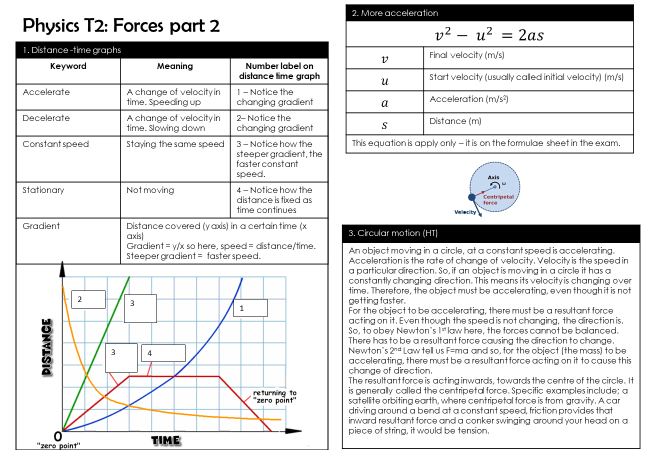 Physics T2: Forces part 2
1. Distance -time graphs
Keyword
Meaning
Number label on
distance time graph
Accelerate
A change of velocity in
time. Speeding up
1 – Notice the
changing gradient
Decelerate
A change of velocity in
time. Slowing down
2– Notice the
changing gradient
Constant speed
Staying the same speed
3 – Notice how the
steeper gradient, the
faster constant
speed.
Stationary
Not moving
4 – Notice how the
distance is fixed as
time continues
Gradient
Distance covered (y axis) in a certain time (x
axis)
Gradient = y/x so here, speed = distance/time.
Steeper gradient = faster speed.
2
3
1
3
4
DISTANCE
returning to
"zero point"
0
"zero point"
TIME
2. More acceleration
v² − u² = 2as
v
Final velocity (m/s)
u
Start velocity (usually called initial velocity) (m/s)
a
Acceleration (m/s²)
s
Distance (m)
This equation is apply only – it is on the formulae sheet in the exam.
Axis
ω
Centripetal
force
Velocity
3. Circular motion (HT)
An object moving in a circle, at a constant speed is accelerating.
Acceleration is the rate of change of velocity. Velocity is the speed in
a particular direction. So, if an object is moving in a circle it has a
constantly changing direction. This means its velocity is changing over
time. Therefore, the object must be accelerating, even though it is not
getting faster.
For the object to be accelerating, there must be a resultant force
acting on it. Even though the speed is not changing, the direction is.
So, to obey Newton's 1st law here, the forces cannot be balanced.
There has to be a resultant force causing the direction to change.
Newton's 2nd Law tell us F=ma and so, for the object (the mass) to be
accelerating, there must be a resultant force acting on it to cause this
change of direction.
The resultant force is acting inwards, towards the centre of the circle. It
is generally called the centripetal force. Specific examples include; a
satellite orbiting earth, where centripetal force is from gravity. A car
driving around a bend at a constant speed, friction provides that
inward resultant force and a conker swinging around your head on a
piece of string, it would be tension.